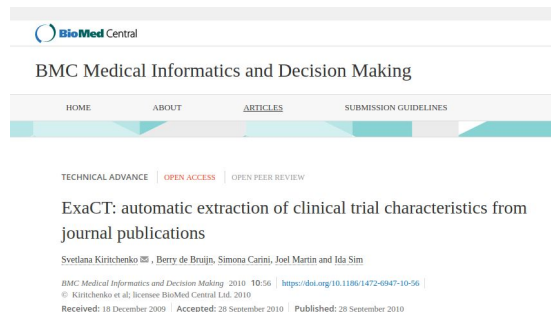 BioMed Central
BMC Medical Informatics and Decision Making
HOME ABOUT ARTICLES SUBMISSION GUIDELINES
TECHNICAL ADVANCE | OPEN ACCESS | OPEN PEER REVIEW
ExaCT: automatic extraction of clinical trial characteristics from
journal publications
Svetlana Kiritchenko, Berry de Bruijn, Simona Carini, Joel Martin and Ida Sim
BMC Medical Informatics and Decision Making 2010 10:56 | https://doi.org/10.1186/1472-6947-10-56 |
© Kiritchenko et al; licensee BioMed Central Ltd. 2010
Received: 18 December 2009 | Accepted: 28 September 2010 | Published: 28 September 2010